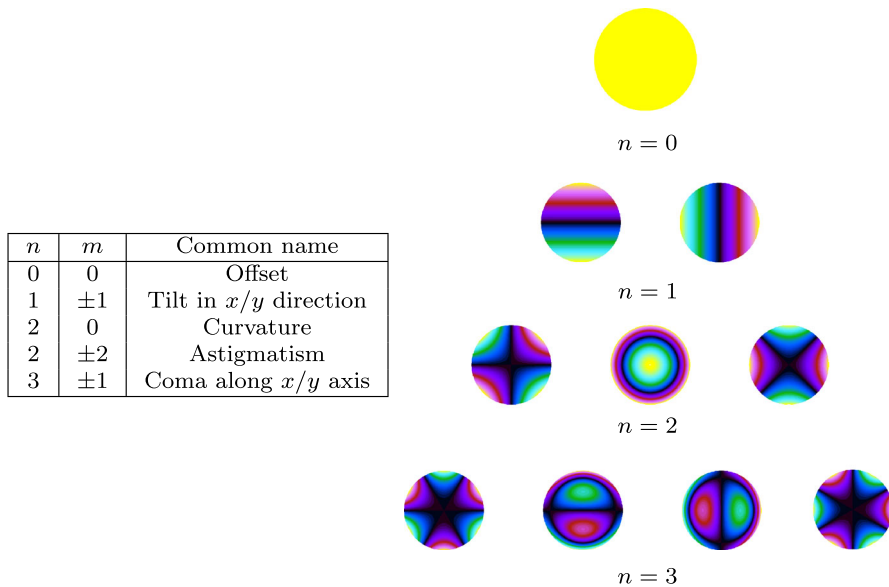 n m Common name
0 0 Offset
1 ±1 Tilt in x/y direction
2 0 Curvature
2 ±2 Astigmatism
3 ±1 Coma along x/y axis
n = 0
n = 1
n = 2
n = 3